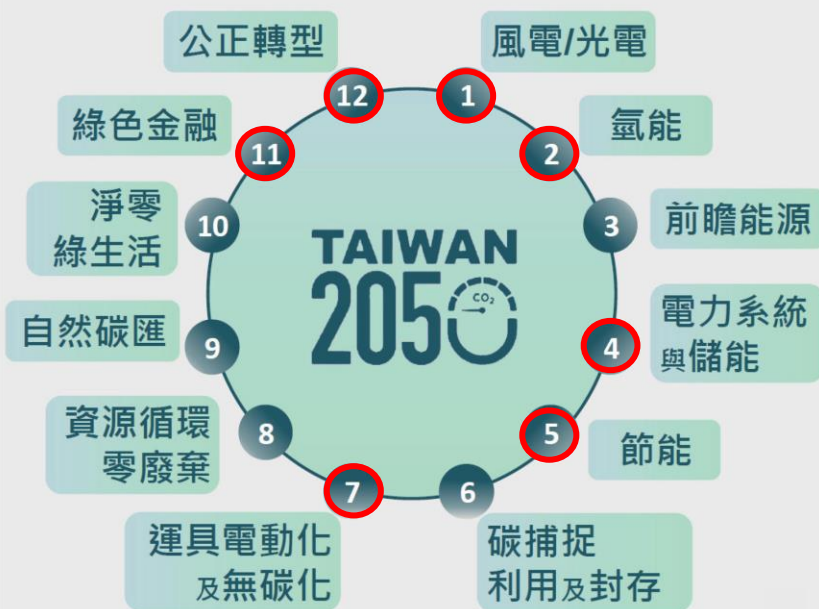 公正轉型
風電/光電
12
1
綠色金融
11
2
氫能
淨零
綠生活
10
3
前瞻能源
TAIWAN
2050
CO₂
自然碳匯
9
4
電力系統
與儲能
資源循環
零廢棄
8
5
節能
7
6
運具電動化
及無碳化
碳捕捉
利用及封存